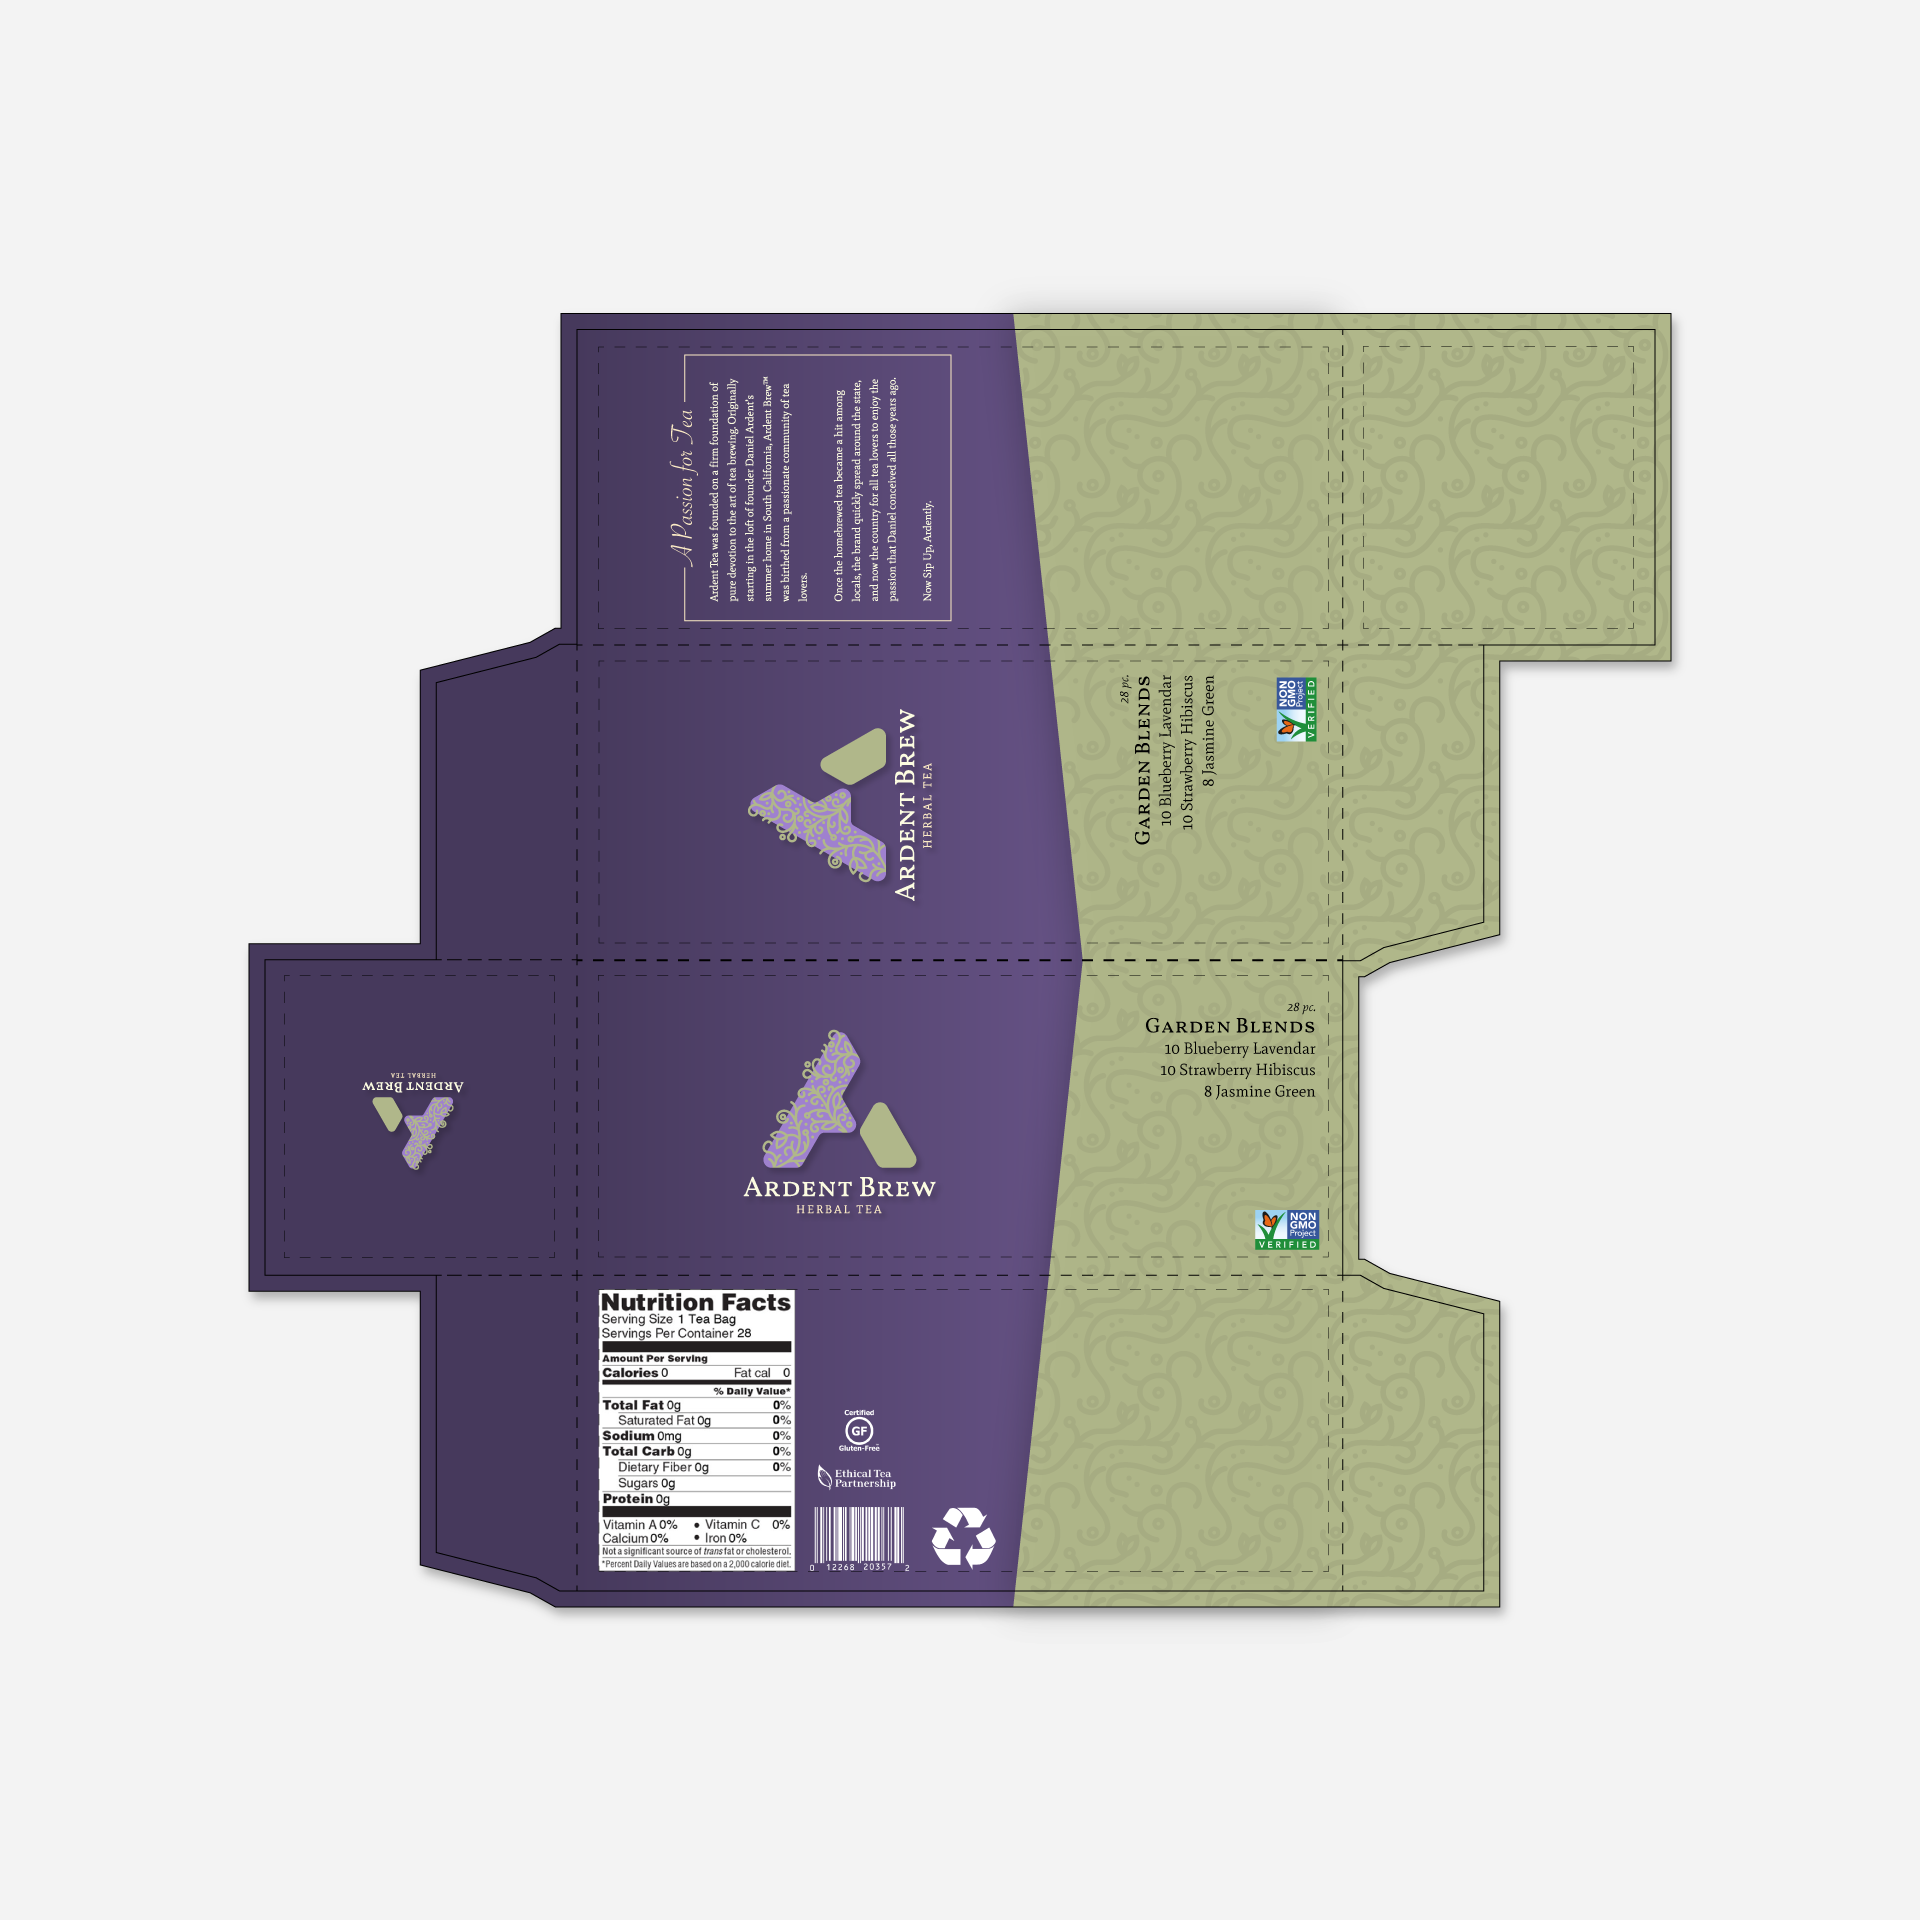 A Passion for Tea
Ardent Tea was founded on a firm foundation of
pure devotion to the art of tea brewing. Originally
starting in the loft of founder Daniel Ardent's
summer home in South California, Ardent Brew™
was birthed from a passionate community of tea
lovers.
Once the homebrewed tea became a hit among
locals, the brand quickly spread around the state,
and now the country for all tea lovers to enjoy the
passion that Daniel conceived all those years ago.
Now Sip Up, Ardently.
ARDENT BREW
HERBAL TEA
28 pc.
GARDEN BLENDS
10 Blueberry Lavendar
10 Strawberry Hibiscus
8 Jasmine Green
NON
GMO
Project
VERIFIED
ARDENT BREW
HERBAL TEA
ARDENT BREW
HERBAL TEA
28 pc.
GARDEN BLENDS
10 Blueberry Lavendar
10 Strawberry Hibiscus
8 Jasmine Green
NON
GMO
Project
VERIFIED
Nutrition Facts
Serving Size 1 Tea Bag
Servings Per Container 28
Amount Per Serving
Calories 0 Fat cal 0
% Daily Value*
Total Fat 0g 0%
Saturated Fat 0g 0%
Sodium 0mg 0%
Total Carb 0g 0%
Dietary Fiber 0g 0%
Sugars 0g
Protein 0g
Vitamin A 0% • Vitamin C 0%
Calcium 0% • Iron 0%
Not a significant source of trans fat or cholesterol.
*Percent Daily Values are based on a 2,000 calorie diet.
Certified
GF
Gluten-Free
Ethical Tea
Partnership
0 12268 20357 2